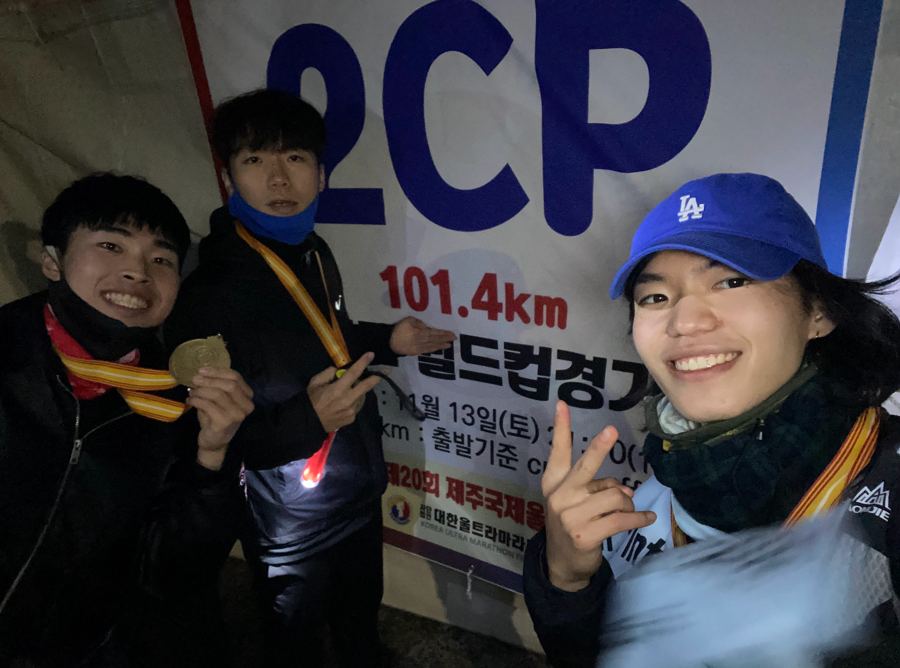 2CP
101.4km
월드컵경기
11월 13일(토)
km : 출발기준
제20회 제주국제울
대한울트라마라
KOREA ULTRA MARATHON
LA